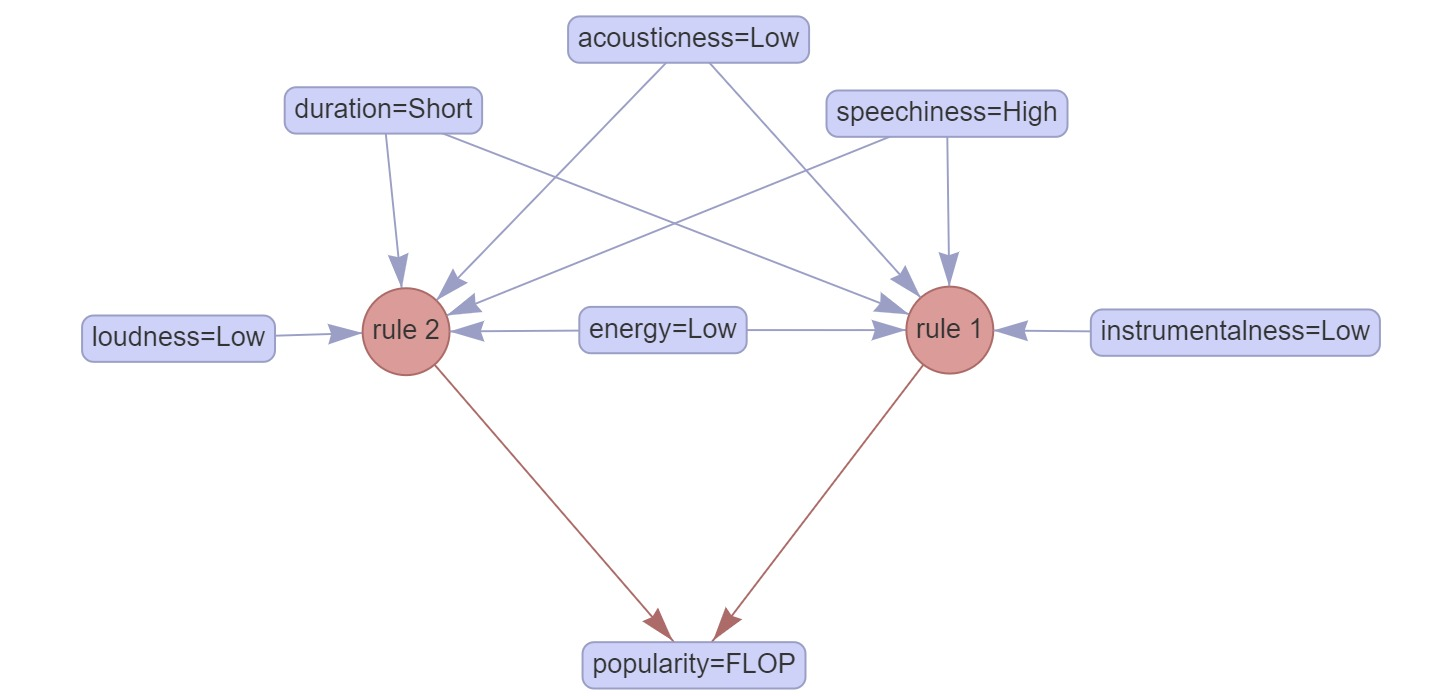 acousticness=Low
duration=Short
speechiness=High
loudness=Low
rule 2
energy=Low
rule 1
instrumentalness=Low
popularity=FLOP